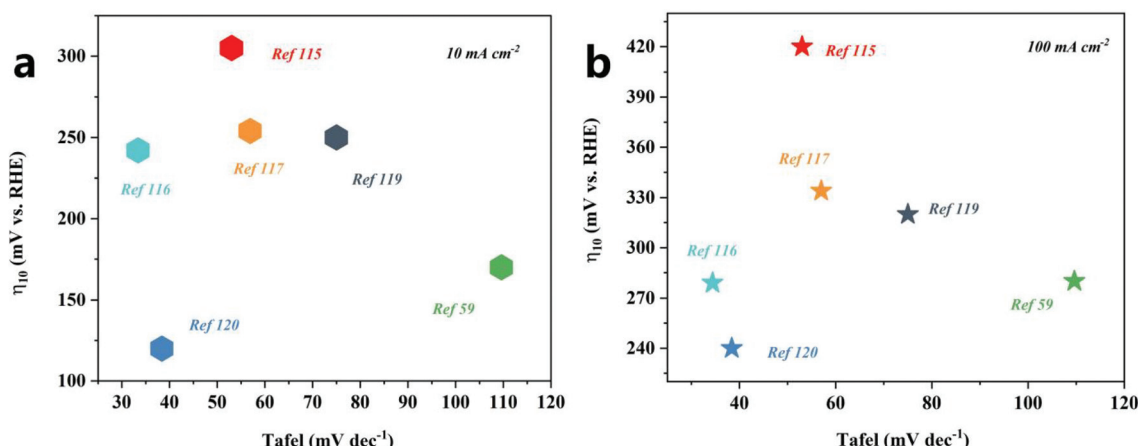 a
10 mA cm⁻²
Ref 115
Ref 116
Ref 117
Ref 119
Ref 59
Ref 120
η₁₀ (mV vs. RHE)
300
250
200
150
100
30 40 50 60 70 80 90 100 110 120
Tafel (mV dec⁻¹)
b
100 mA cm⁻²
Ref 115
Ref 117
Ref 119
Ref 116
Ref 59
Ref 120
η₁₀ (mV vs. RHE)
420
390
360
330
300
270
240
40 60 80 100 120
Tafel (mV dec⁻¹)